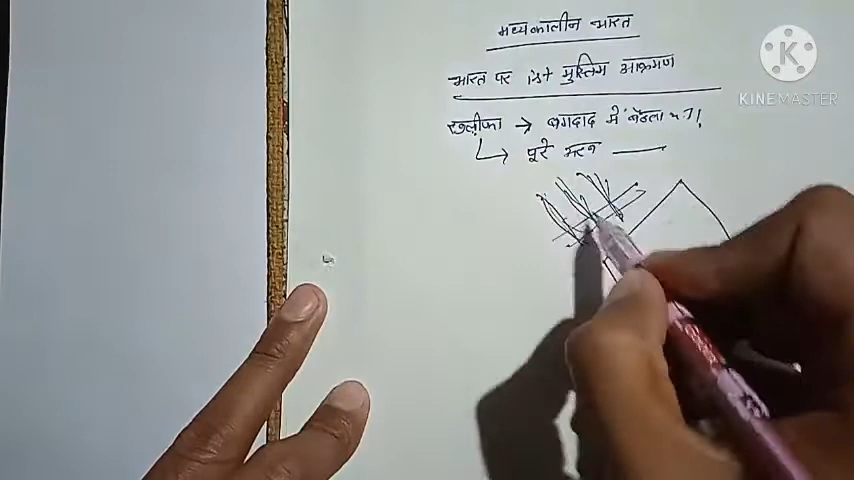 मध्यकालीन भारत
भारत पर 1st मुस्लिम आक्रमण
खलीफा → बगदाद में बैठता था!
↳ पूरे अरब
KINEMASTER